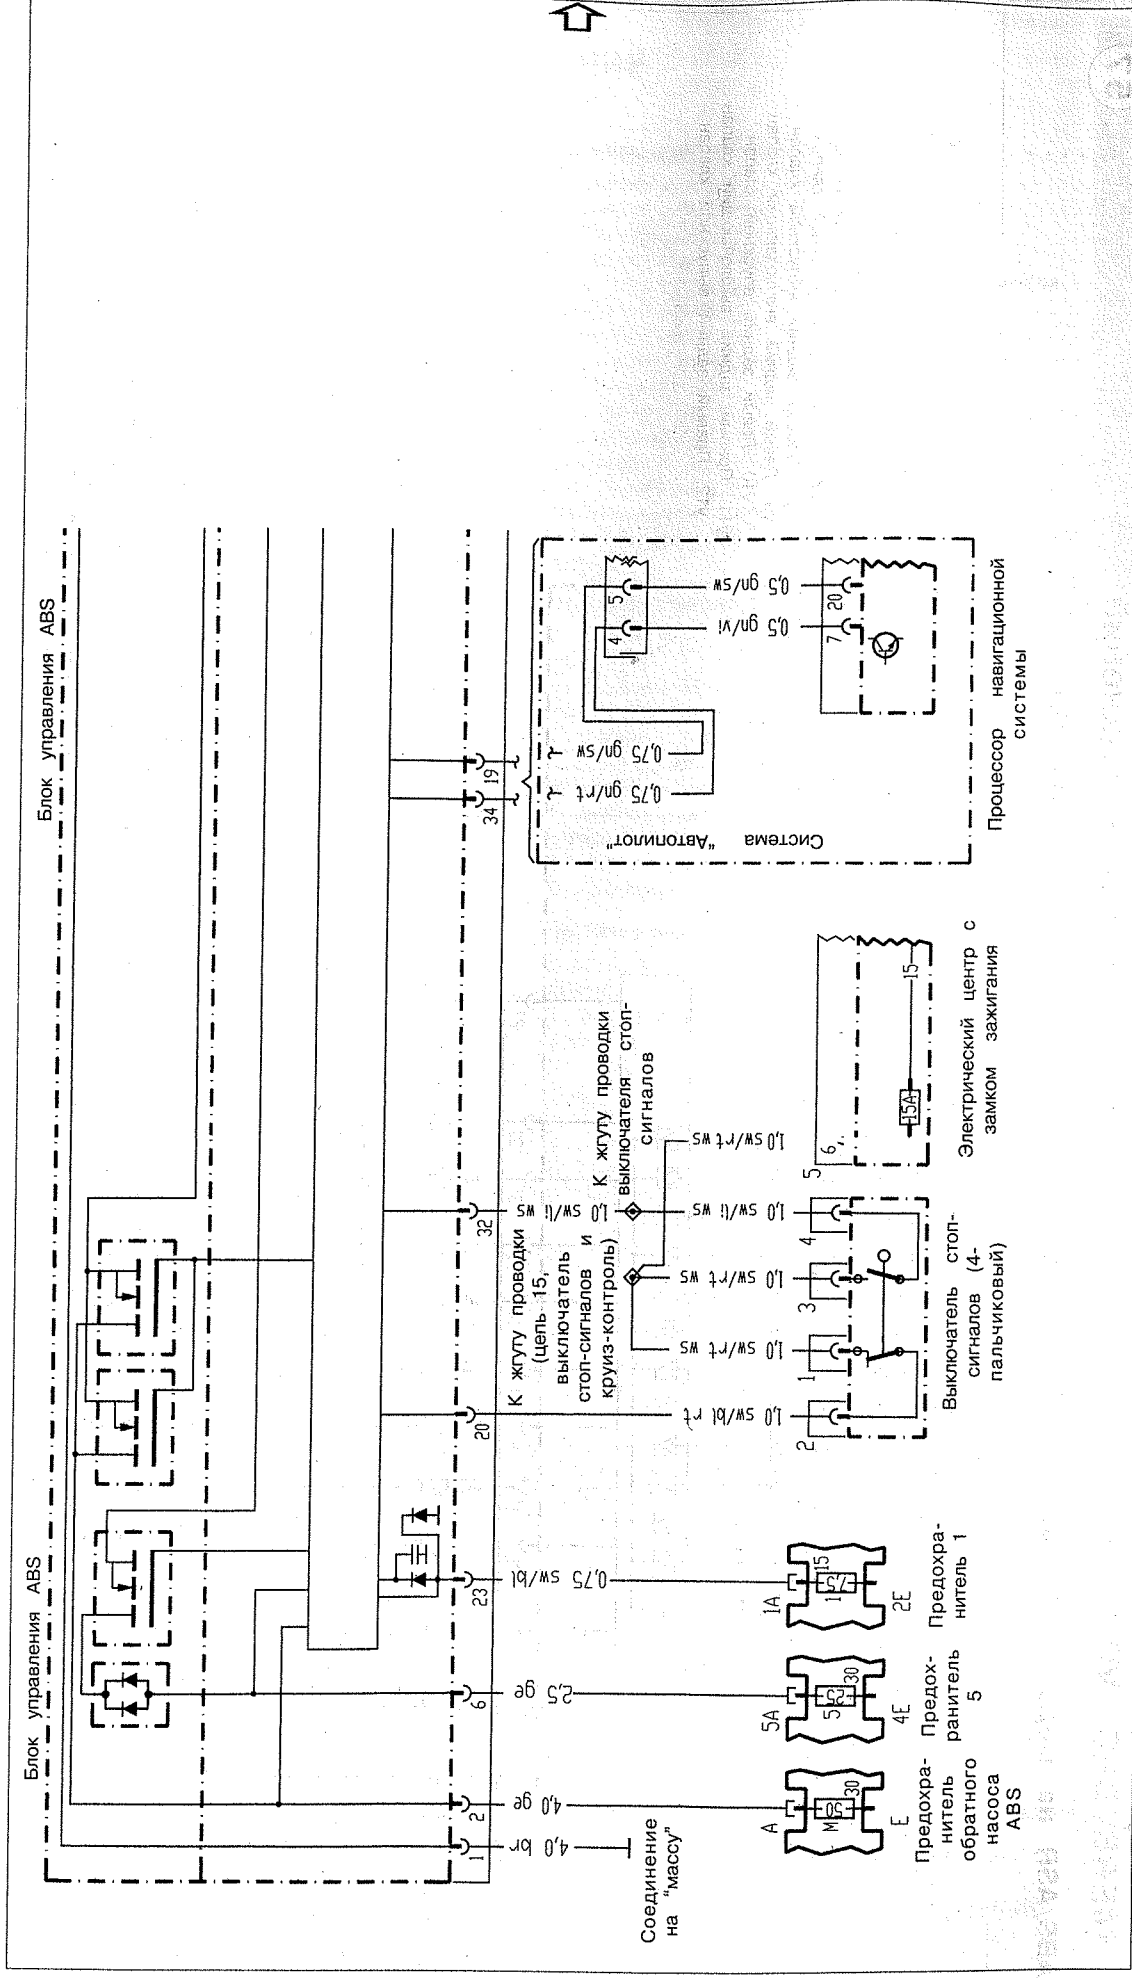 Блок управления ABS
Блок управления ABS
1
2
6
23
20
32
34
19
4,0 br
4,0 ge
2,5 ge
0,75 sw/bl
1,0 sw/bl rt
1,0 sw/li ws
Соединение
на "массу"
К жгуту проводки
(цепь 15,
выключатель
стоп-сигналов и
круиз-контроль)
К жгуту проводки
выключателя стоп-
сигналов
1,0 sw/rt ws
1,0 sw/rt ws
1,0 sw/li ws
1,0 sw/rt ws
A
M
50
30
E
Предохра-
нитель
обратного
насоса
ABS
5A
5
25
30
4E
Предох-
ранитель
5
1A
1
7,5
15
2E
Предохра-
нитель 1
2
1
3
4
Выключатель стоп-
сигналов (4-
пальчиковый)
5
6,
15A
15
Электрический центр с
замком зажигания
Система "Автопилот"
0,75 gn/rt
0,75 gn/sw
4
5
0,5 gn/vi
0,5 gn/sw
7
20
Процессор навигационной
системы